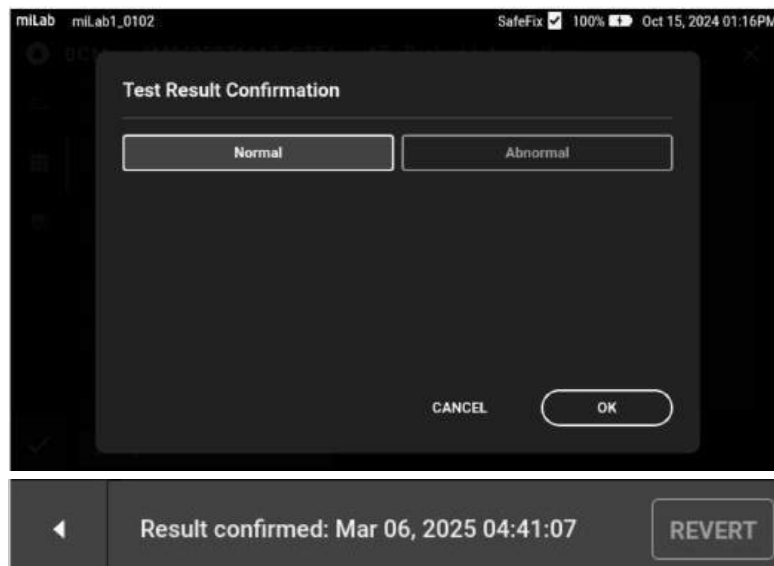 miLab miLab1_0102 SafeFix 100% Oct 15, 2024 01:16PM
Test Result Confirmation
Normal Abnormal
CANCEL OK
Result confirmed: Mar 06, 2025 04:41:07 REVERT